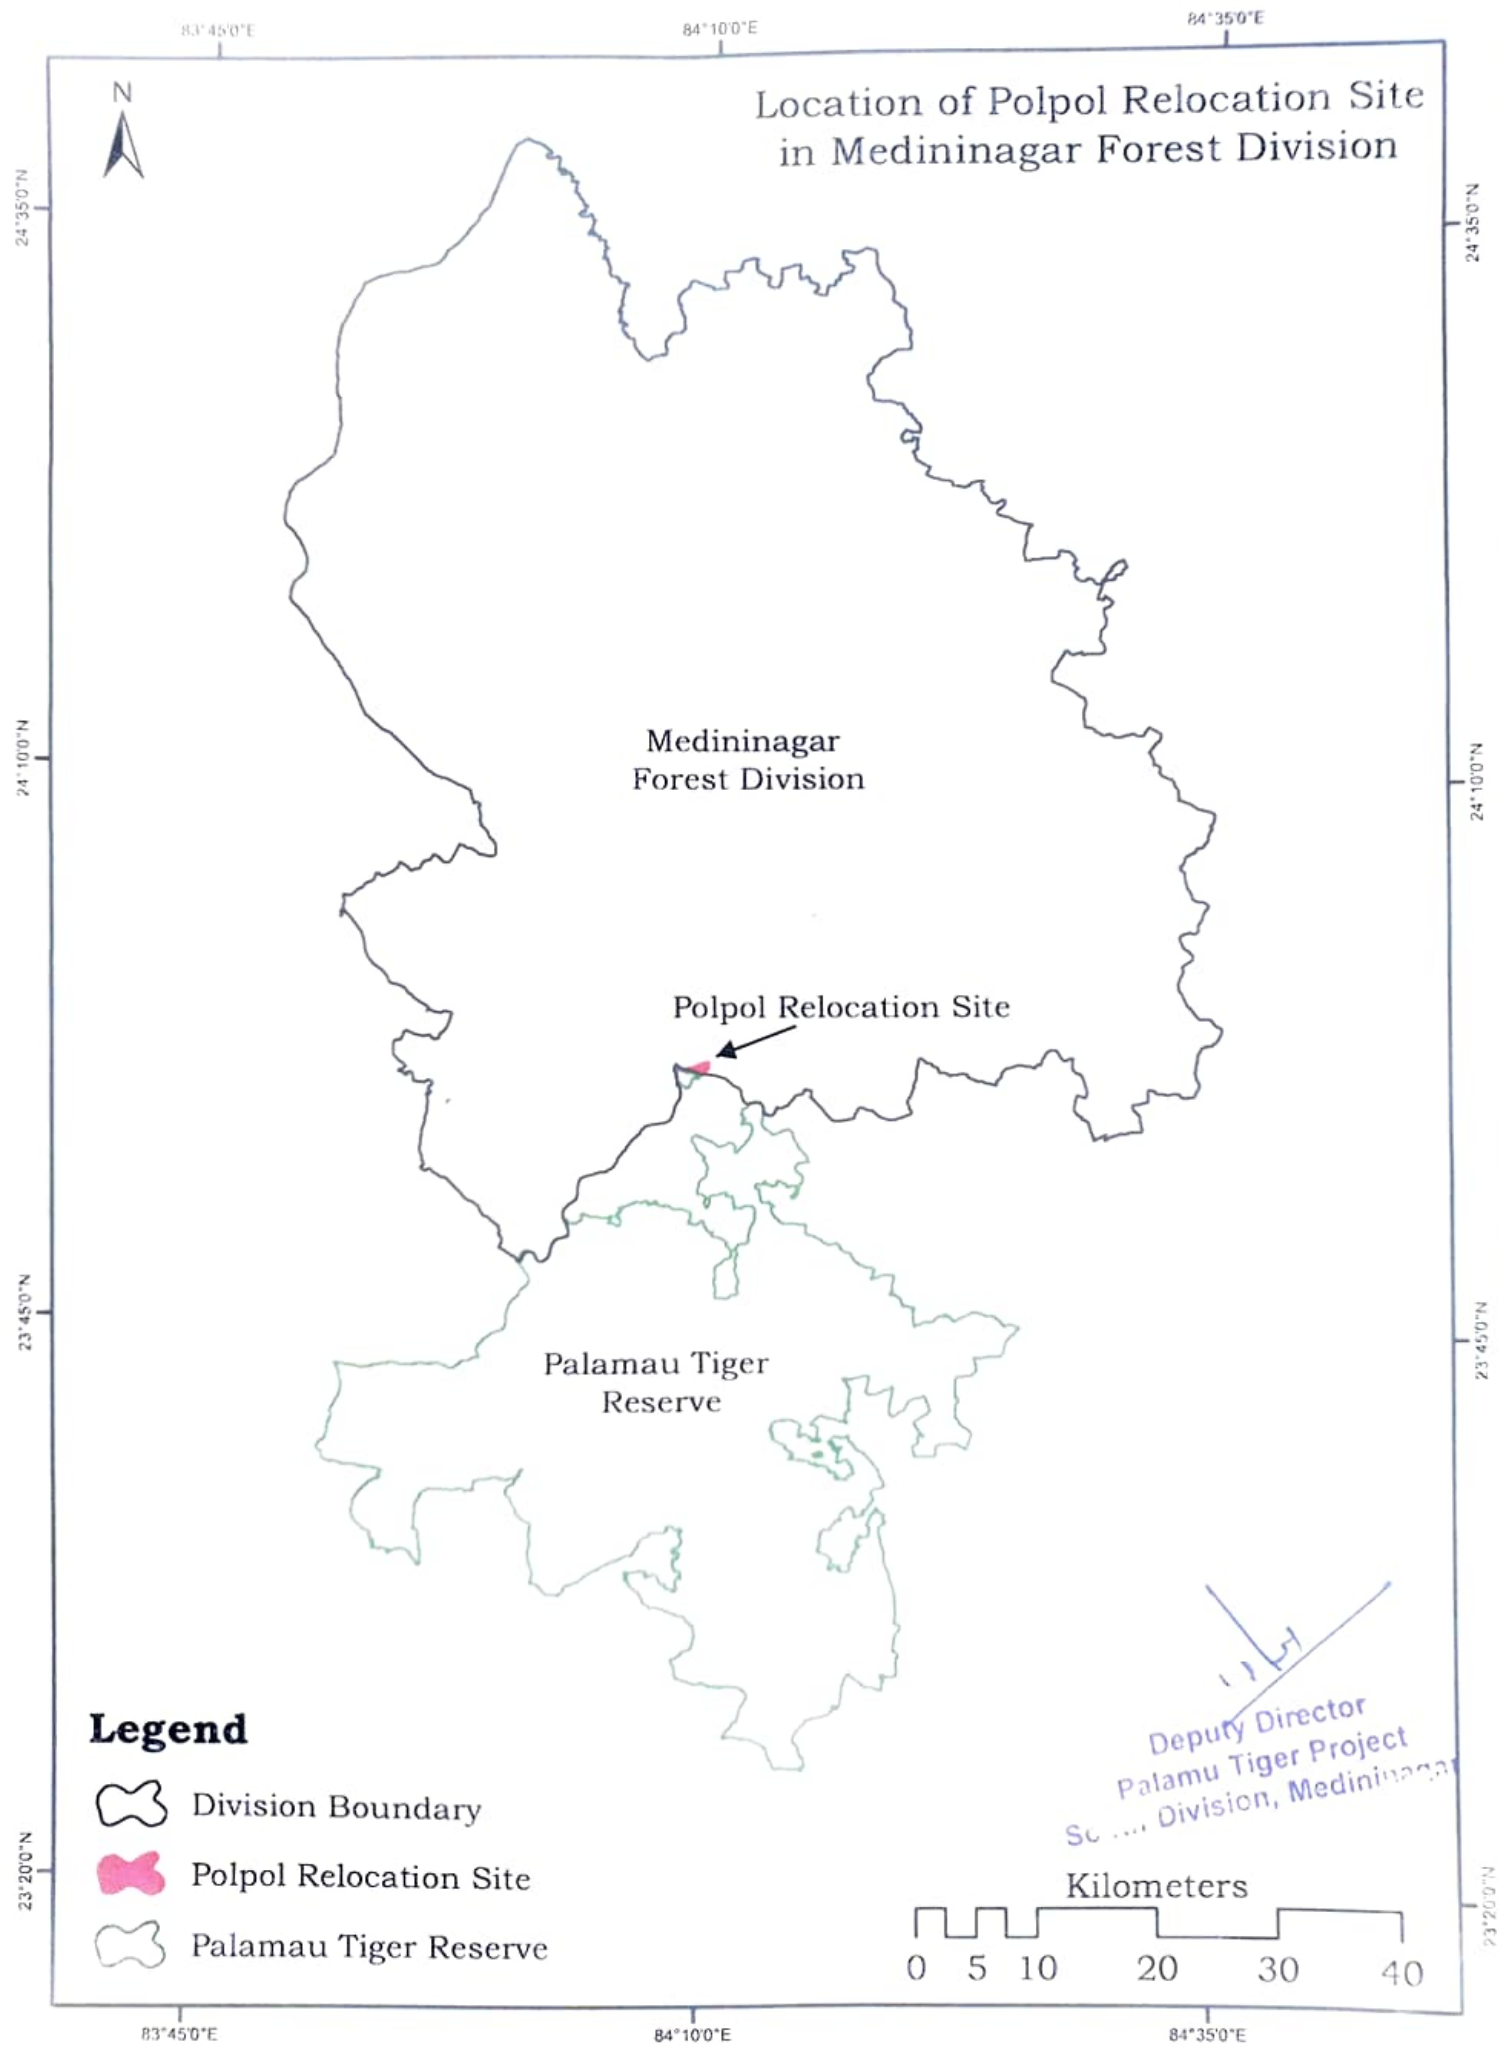 83°45'0"E
84°10'0"E
84°35'0"E
N
Location of Polpol Relocation Site
in Medininagar Forest Division
24°35'0"N
24°35'0"N
Medininagar
Forest Division
24°10'0"N
24°10'0"N
Polpol Relocation Site
23°45'0"N
23°45'0"N
Palamau Tiger
Reserve
Deputy Director
Palamu Tiger Project
Division, Medininagar
Legend
Division Boundary
Polpol Relocation Site
Palamau Tiger Reserve
23°20'0"N
23°20'0"N
Kilometers
0 5 10 20 30 40
83°45'0"E
84°10'0"E
84°35'0"E